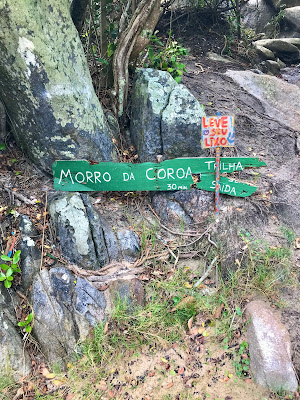 LEVE
SEU
LIXO
MORRO DA COROA
30 min
TRILHA
SAÍDA